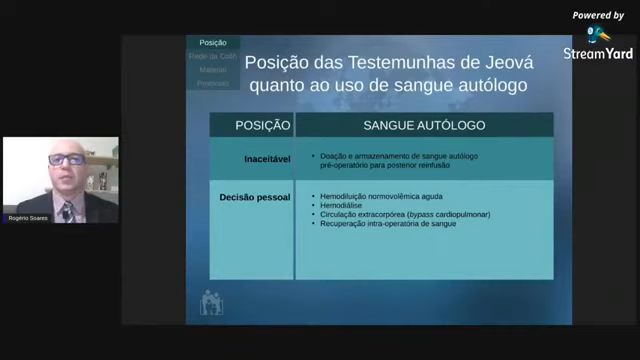 Powered by
StreamYard
Posição
Rede da Colih
Material
Protocolo
Posição das Testemunhas de Jeová
quanto ao uso de sangue autólogo
POSIÇÃO
SANGUE AUTÓLOGO
Inaceitável
• Doação e armazenamento de sangue autólogo
pré-operatório para posterior reinfusão
Decisão pessoal
• Hemodiluição normovolêmica aguda
• Hemodiálise
• Circulação extracorpórea (bypass cardiopulmonar)
• Recuperação intra-operatória de sangue
Rogério Soares